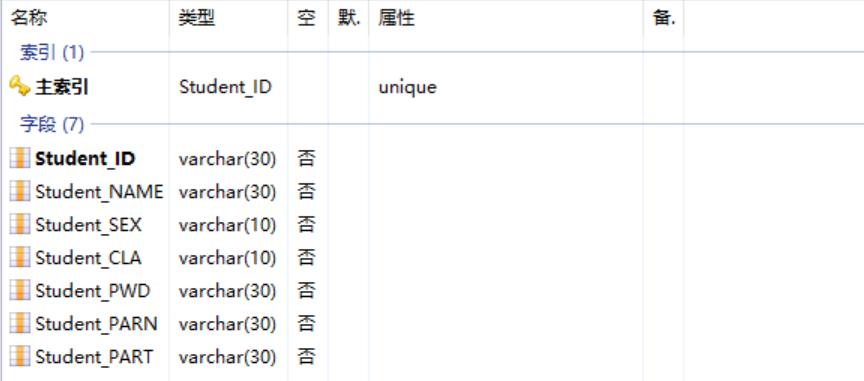 名称 类型 空 默. 属性 备.
索引 (1)
主索引 Student_ID unique
字段 (7)
Student_ID varchar(30) 否
Student_NAME varchar(30) 否
Student_SEX varchar(10) 否
Student_CLA varchar(10) 否
Student_PWD varchar(30) 否
Student_PARN varchar(30) 否
Student_PART varchar(30) 否